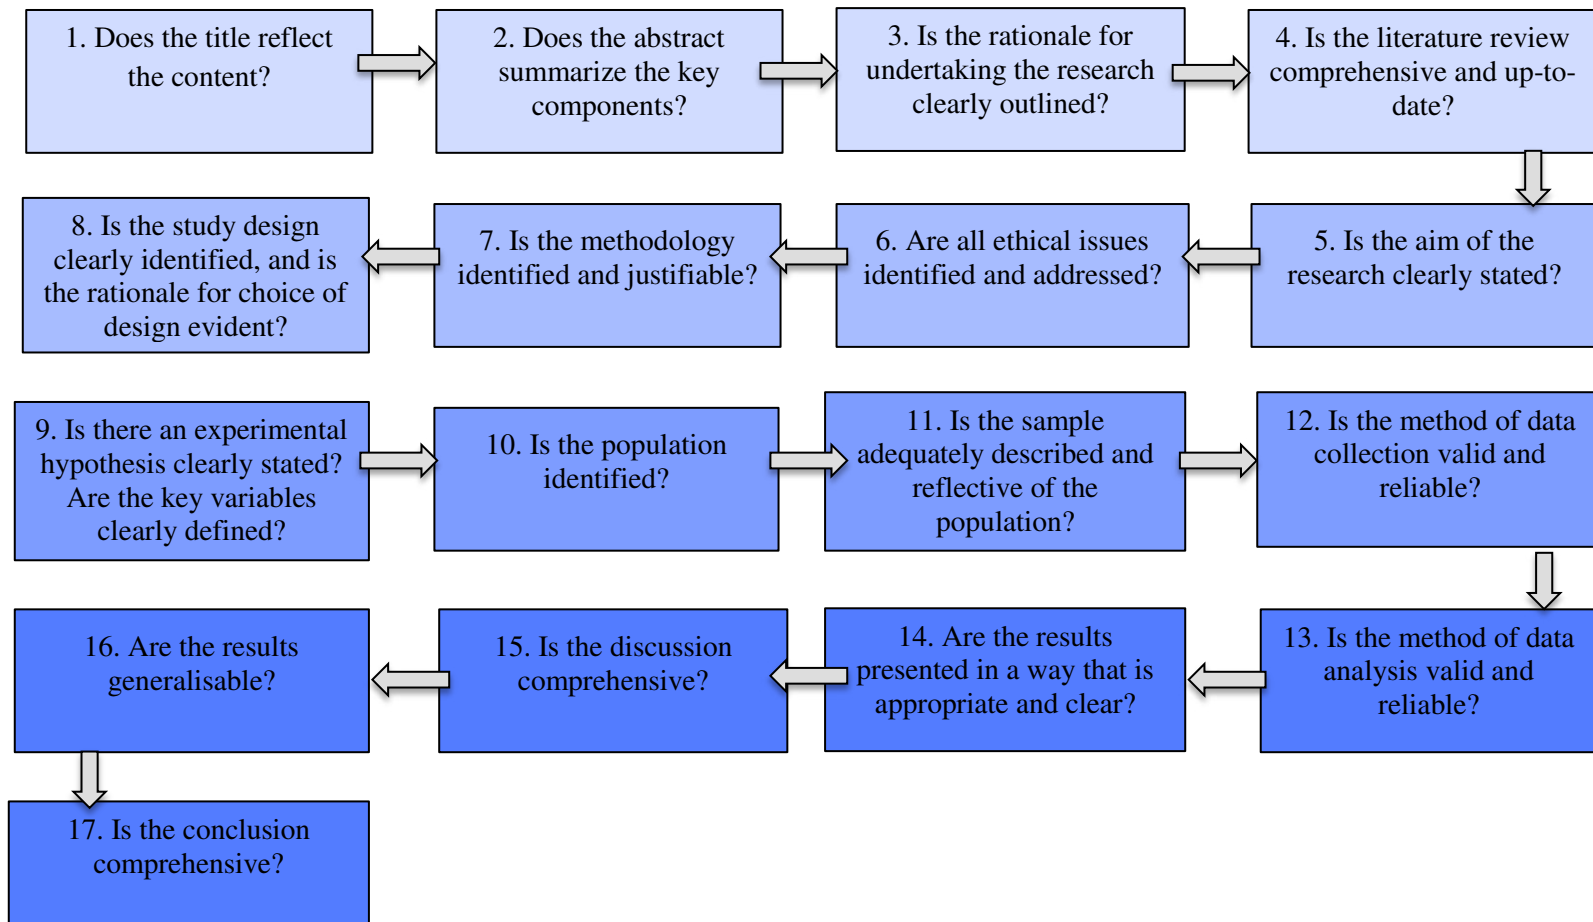 1. Does the title reflect
the content?
2. Does the abstract
summarize the key
components?
3. Is the rationale for
undertaking the research
clearly outlined?
4. Is the literature review
comprehensive and up-to-
date?
5. Is the aim of the
research clearly stated?
6. Are all ethical issues
identified and addressed?
7. Is the methodology
identified and justifiable?
8. Is the study design
clearly identified, and is
the rationale for choice of
design evident?
9. Is there an experimental
hypothesis clearly stated?
Are the key variables
clearly defined?
10. Is the population
identified?
11. Is the sample
adequately described and
reflective of the
population?
12. Is the method of data
collection valid and
reliable?
13. Is the method of data
analysis valid and
reliable?
14. Are the results
presented in a way that is
appropriate and clear?
15. Is the discussion
comprehensive?
16. Are the results
generalisable?
17. Is the conclusion
comprehensive?